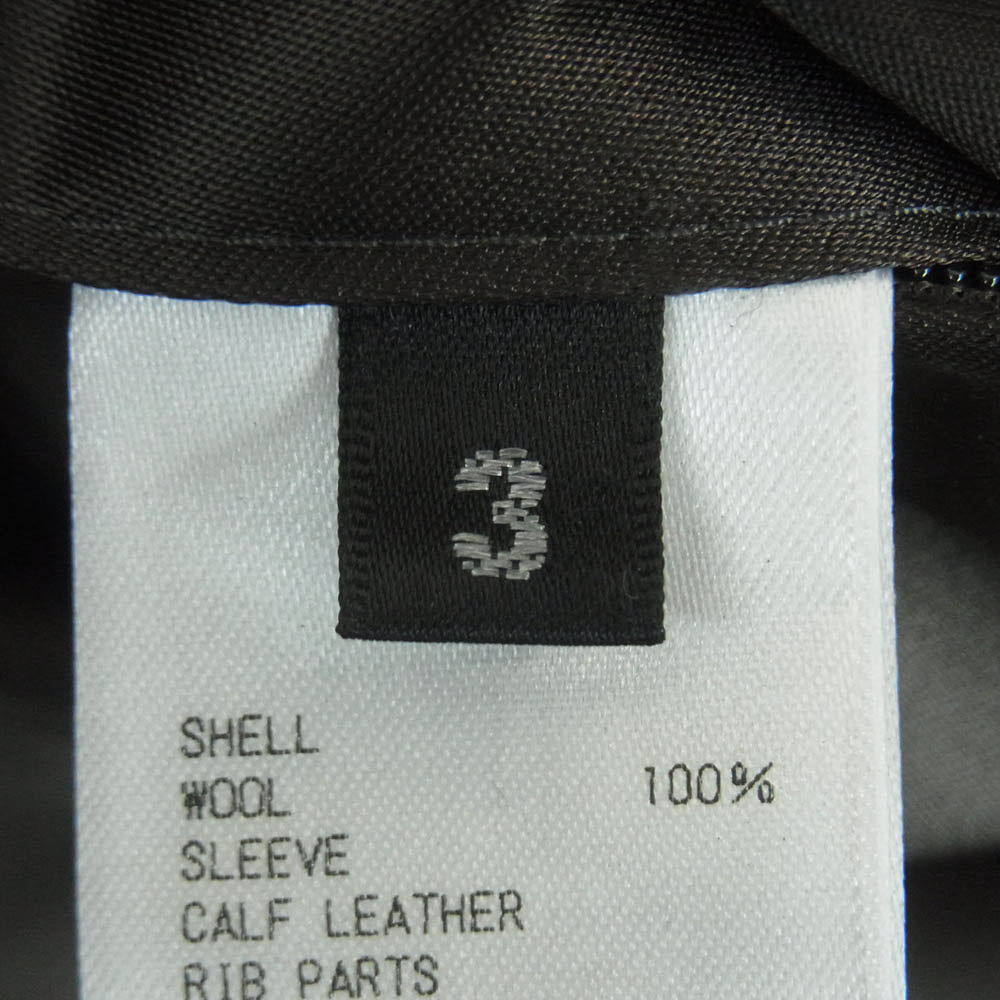 3
SHELL
WOOL 100%
SLEEVE
CALF LEATHER
RIB PARTS